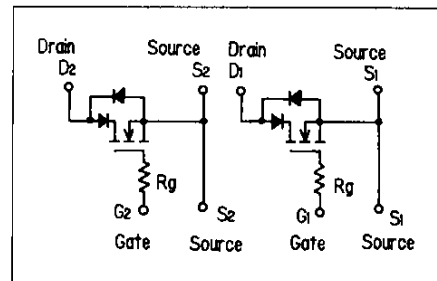 Drain Source Drain Source
D2 S2 D1 S1
Rg Rg
G2 S2 G1 S1
Gate Source Gate Source